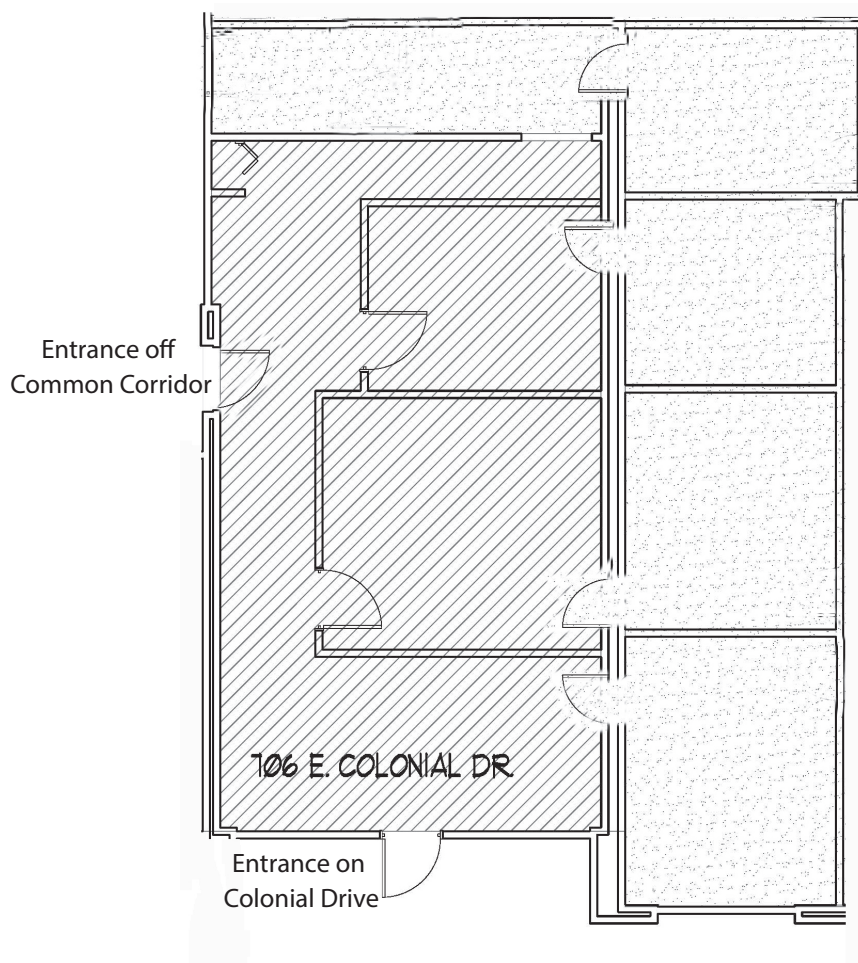 Entrance off
Common Corridor
706 E. COLONIAL DR.
Entrance on
Colonial Drive